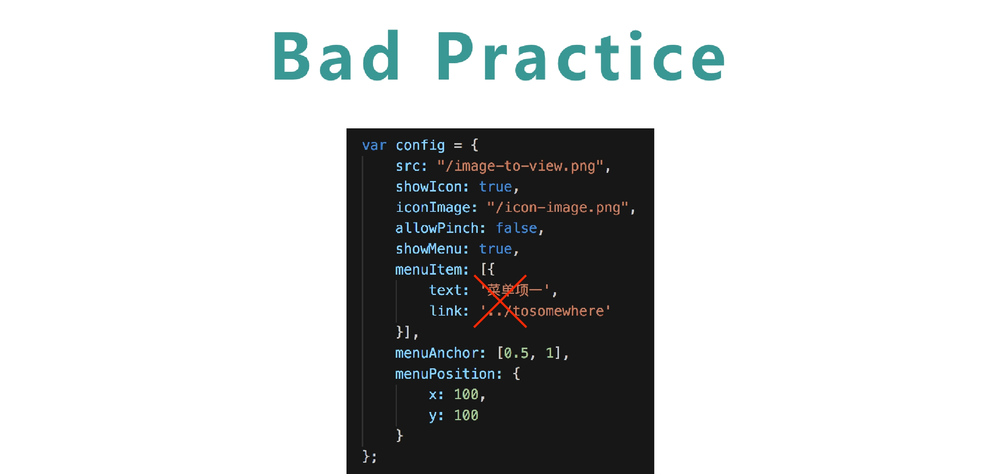 Bad Practice
var config = {
    src: "/image-to-view.png",
    showIcon: true,
    iconImage: "/icon-image.png",
    allowPinch: false,
    showMenu: true,
    menuItem: [{
        text: '菜单项一',
        link: '../tosomewhere'
    }],
    menuAnchor: [0.5, 1],
    menuPosition: {
        x: 100,
        y: 100
    }
};